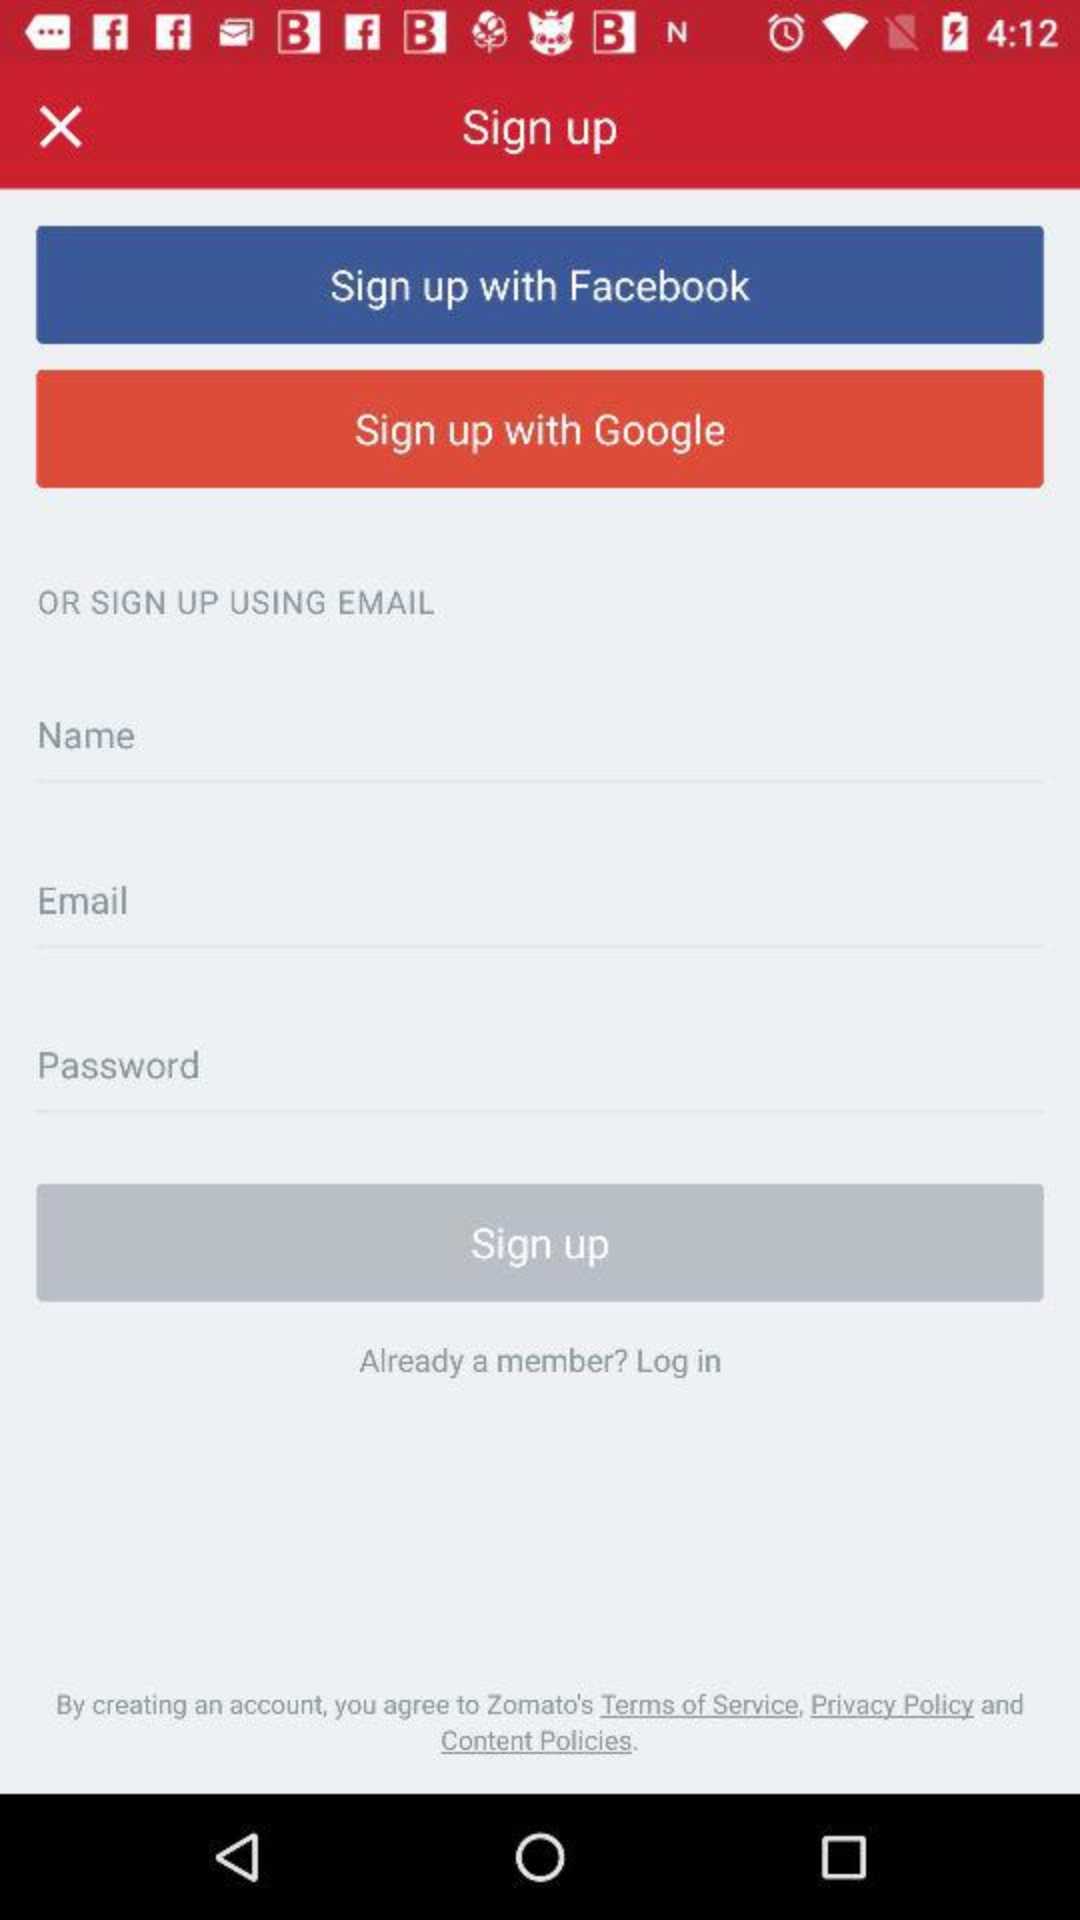 4:12
Sign up
Sign up with Facebook
Sign up with Google
OR SIGN UP USING EMAIL
Name
Email
Password
Sign up
Already a member? Log in
By creating an account, you agree to Zomato's Terms of Service, Privacy Policy and
Content Policies.